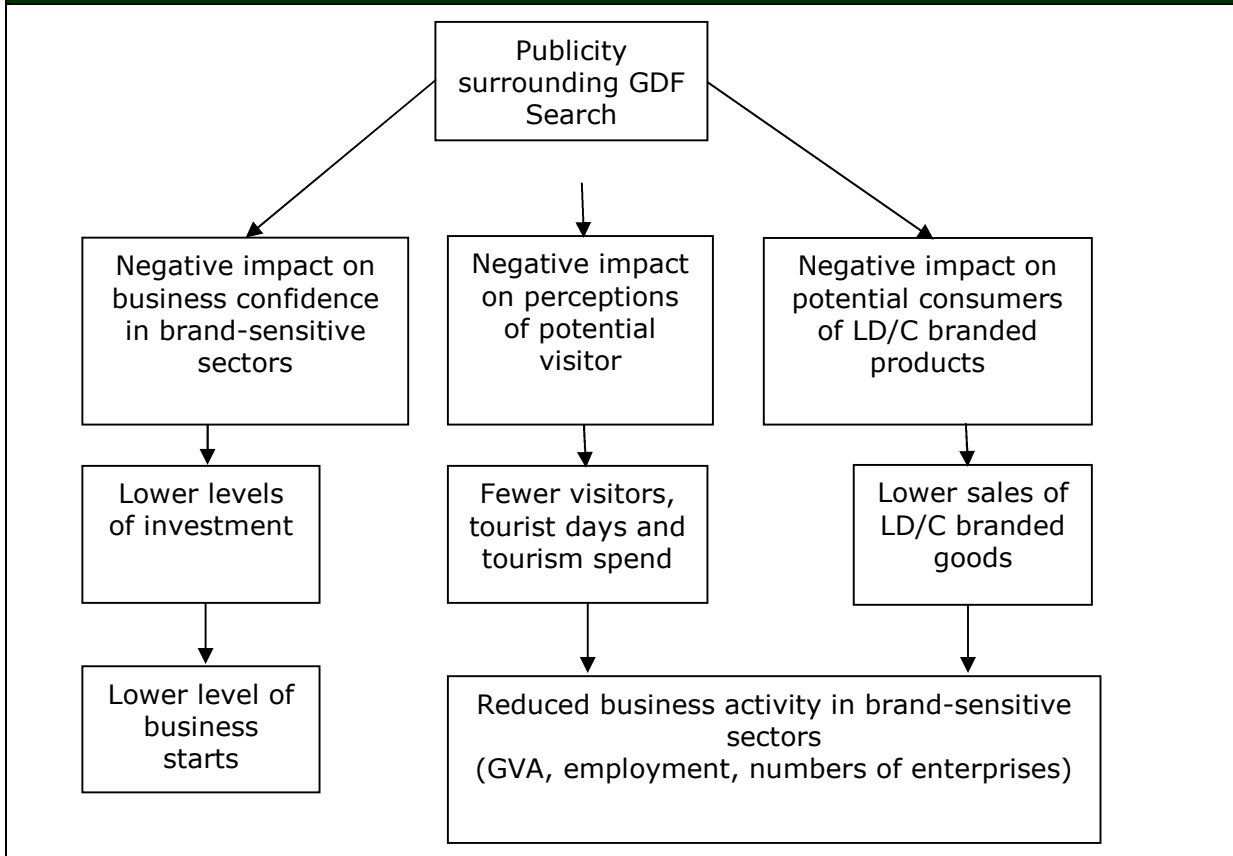 Publicity
surrounding GDF
Search
Negative impact on
business confidence
in brand-sensitive
sectors
Negative impact
on perceptions
of potential
visitor
Negative impact on
potential consumers
of LD/C branded
products
Lower levels
of investment
Fewer visitors,
tourist days and
tourism spend
Lower sales of
LD/C branded
goods
Lower level of
business
starts
Reduced business activity in brand-sensitive
sectors
(GVA, employment, numbers of enterprises)